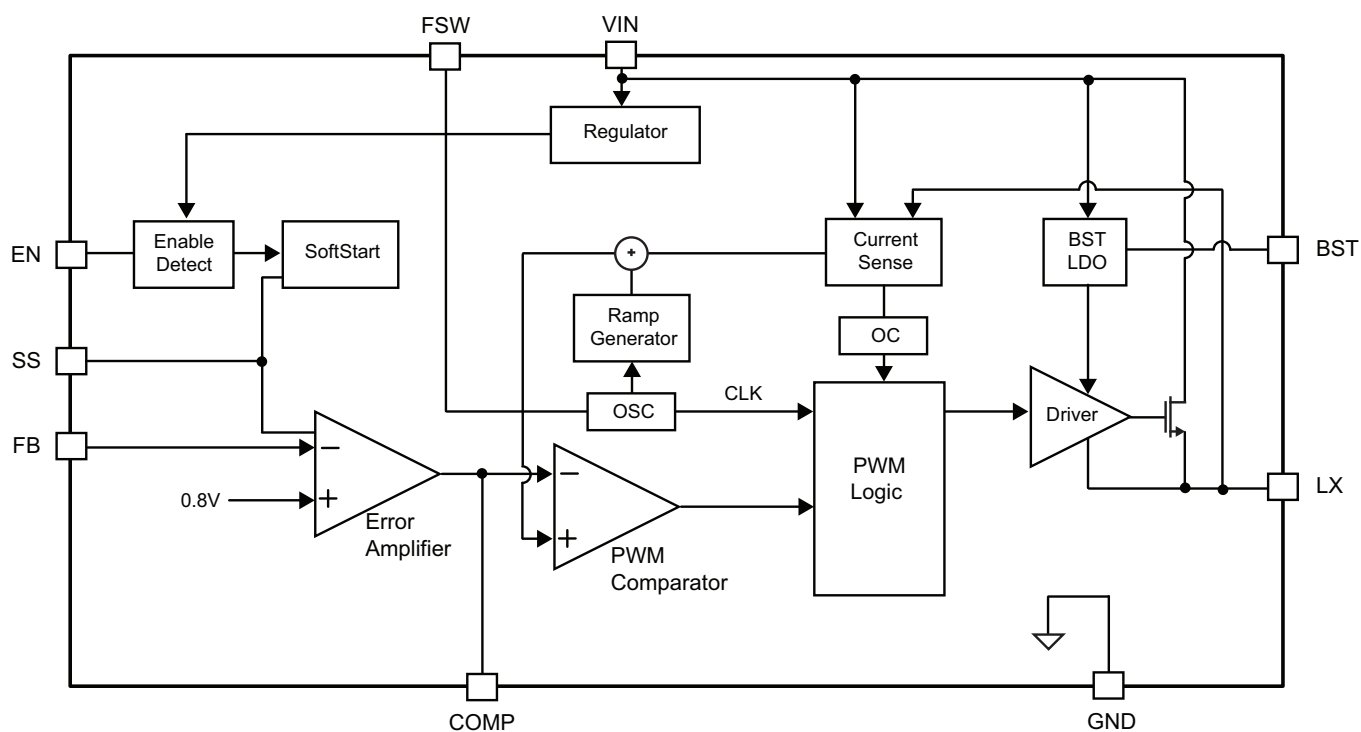 FSW
VIN
Regulator
EN
Enable
Detect
SoftStart
+
Current
Sense
BST
LDO
BST
Ramp
Generator
OC
SS
OSC
CLK
Driver
FB
−
0.8V
+
Error
Amplifier
−
+
PWM
Comparator
PWM
Logic
LX
COMP
GND